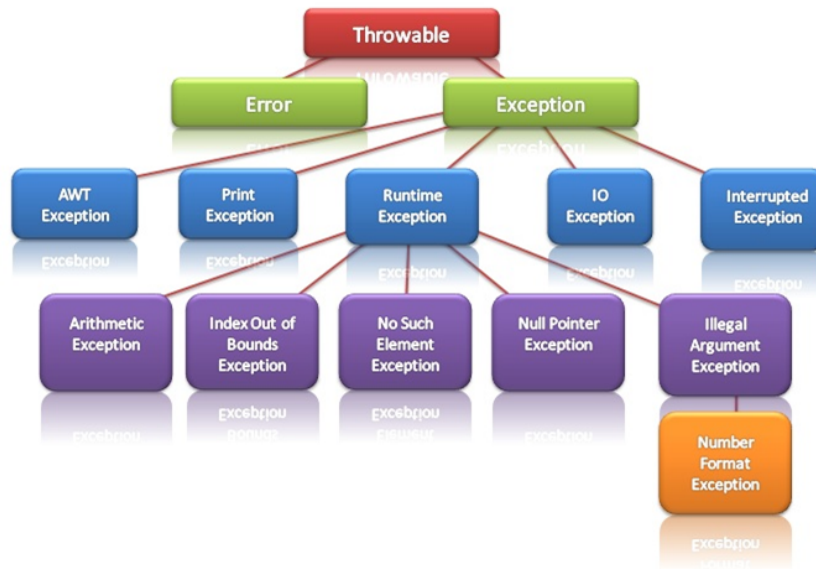 Throwable
Error
Exception
AWT
Exception
Print
Exception
Runtime
Exception
IO
Exception
Interrupted
Exception
Arithmetic
Exception
Index Out of
Bounds
Exception
No Such
Element
Exception
Null Pointer
Exception
Illegal
Argument
Exception
Number
Format
Exception